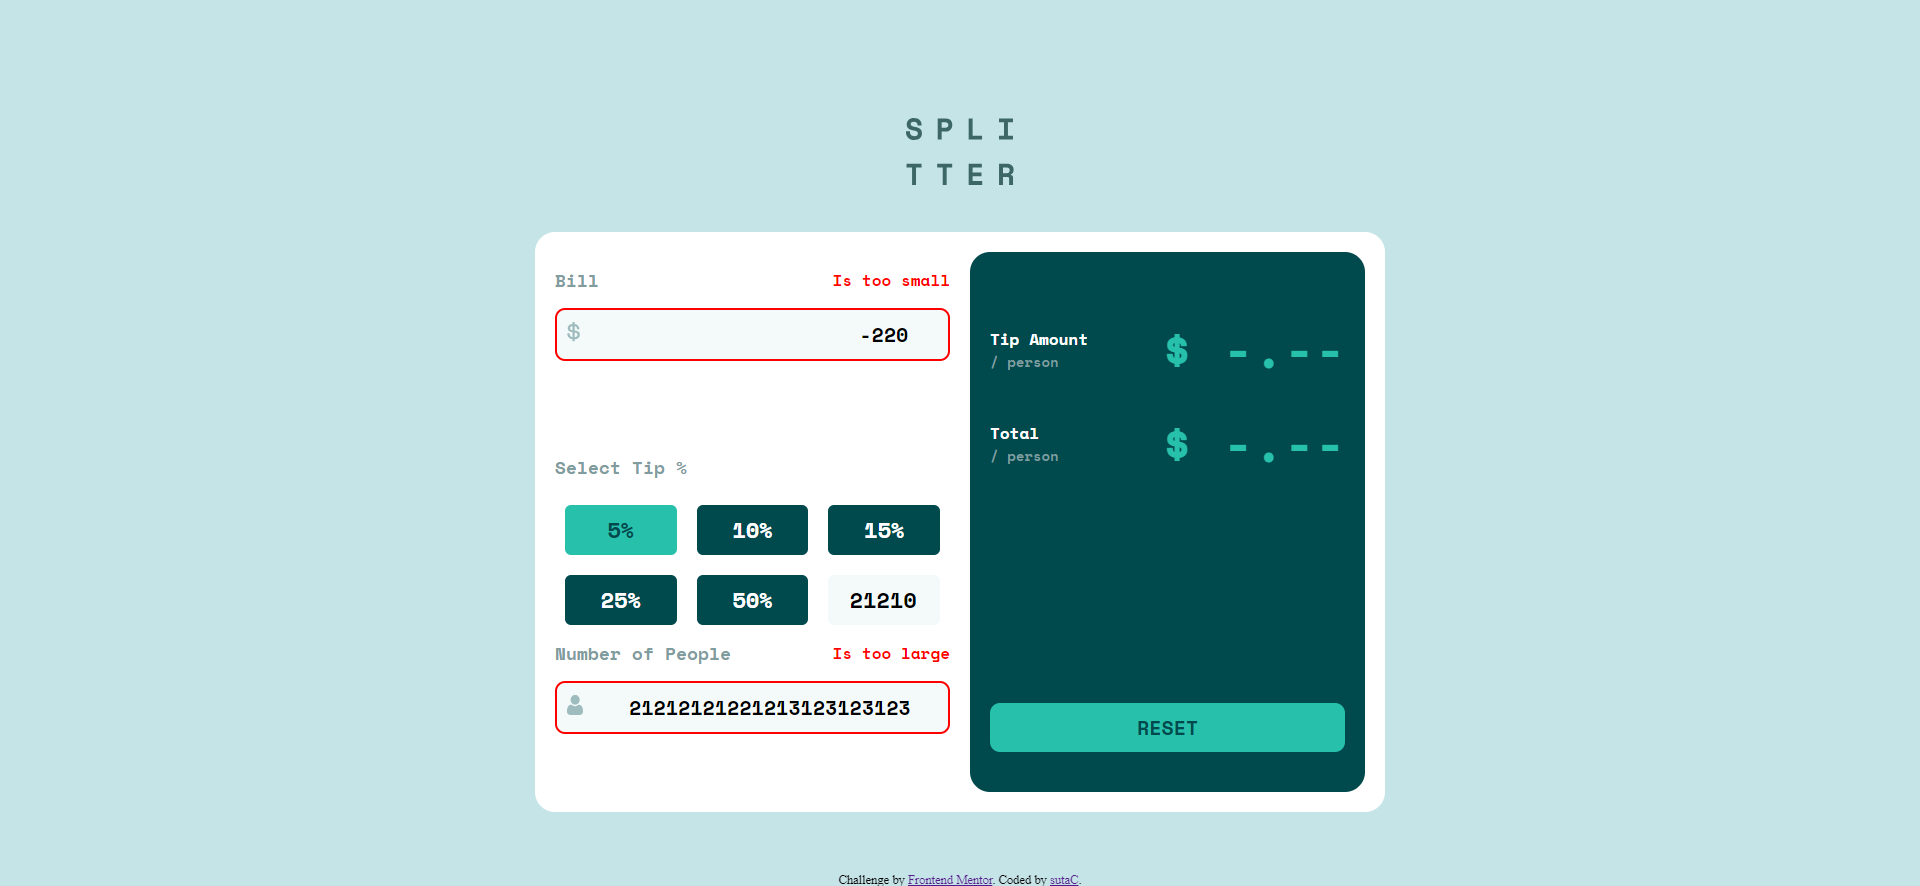 SPLI
TTER
Bill
Is too small
$
-220
Select Tip %
5%
10%
15%
25%
50%
21210
Number of People
Is too large
21212121221213123123123
Tip Amount
/ person
$ -.--
Total
/ person
$ -.--
RESET
Challenge by Frontend Mentor. Coded by sutaC.